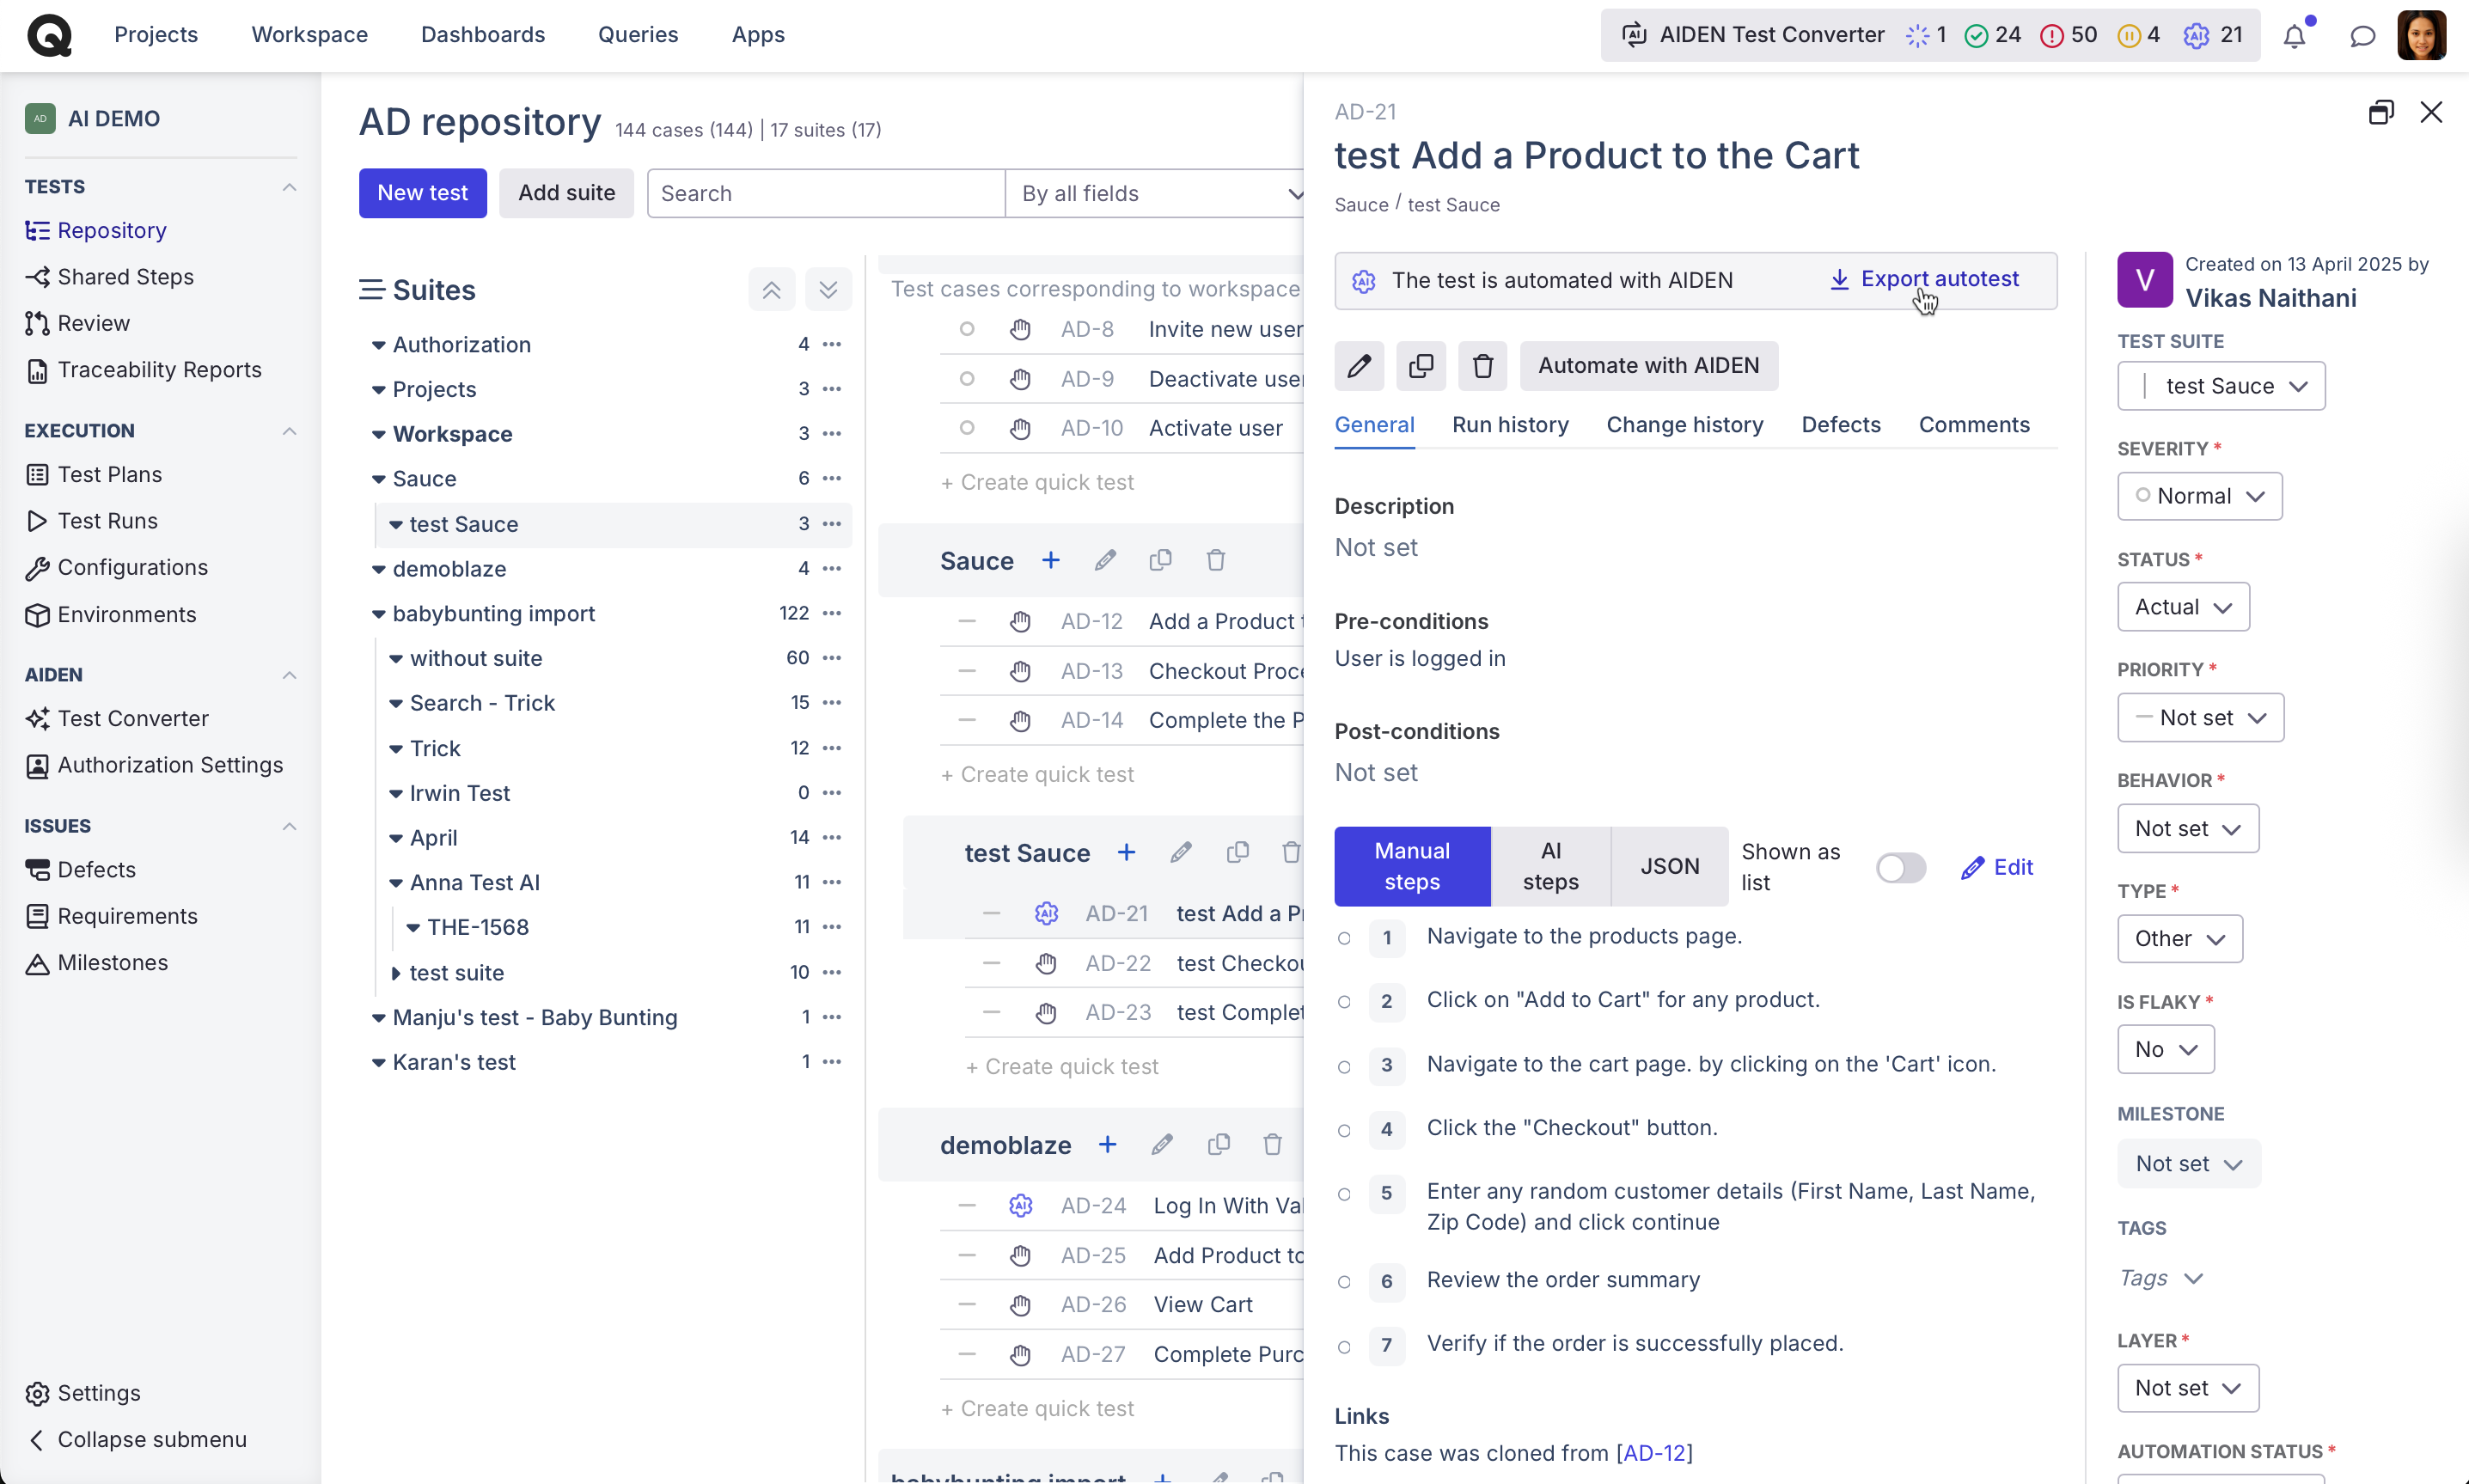 Projects
Workspace
Dashboards
Queries
Apps
AIDEN Test Converter 1 24 50 4 AI 21
AD AI DEMO
TESTS
Repository
Shared Steps
Review
Traceability Reports
EXECUTION
Test Plans
Test Runs
Configurations
Environments
AIDEN
Test Converter
Authorization Settings
ISSUES
Defects
Requirements
Milestones
Settings
Collapse submenu
AD repository 144 cases (144) | 17 suites (17)
New test
Add suite
Search
By all fields
Suites
Authorization 4
Projects 3
Workspace 3
Sauce 6
test Sauce 3
demoblaze 4
babybunting import 122
without suite 60
Search - Trick 15
Trick 12
Irwin Test 0
April 14
Anna Test AI 11
THE-1568 11
test suite 10
Manju's test - Baby Bunting 1
Karan's test 1
Test cases corresponding to workspace
AD-8 Invite new user
AD-9 Deactivate
AD-10 Activate user
+ Create quick test
Sauce
AD-12 Add a Product
AD-13 Checkout
AD-14 Complete the
+ Create quick test
test Sauce
AI AD-21 test Add a
AD-22 test
AD-23 test
+ Create quick test
demoblaze
AI AD-24 Log In With
AD-25 Add Product to
AD-26 View Cart
AD-27 Complete
+ Create quick test
babybunting import
AD-21
test Add a Product to the Cart
Sauce / test Sauce
AI The test is automated with AIDEN
Export autotest
Automate with AIDEN
General
Run history
Change history
Defects
Comments
Description
Not set
Pre-conditions
User is logged in
Post-conditions
Not set
Manual steps
AI steps
JSON
Shown as list
Edit
1 Navigate to the products page.
2 Click on "Add to Cart" for any product.
3 Navigate to the cart page. by clicking on the 'Cart' icon.
4 Click the "Checkout" button.
5 Enter any random customer details (First Name, Last Name,
Zip Code) and click continue
6 Review the order summary
7 Verify if the order is successfully placed.
Links
This case was cloned from [AD-12]
V
Created on 13 April 2025 by
Vikas Naithani
TEST SUITE
test Sauce
SEVERITY *
Normal
STATUS *
Actual
PRIORITY *
Not set
BEHAVIOR *
Not set
TYPE *
Other
IS FLAKY *
No
MILESTONE
Not set
TAGS
Tags
LAYER *
Not set
AUTOMATION STATUS *